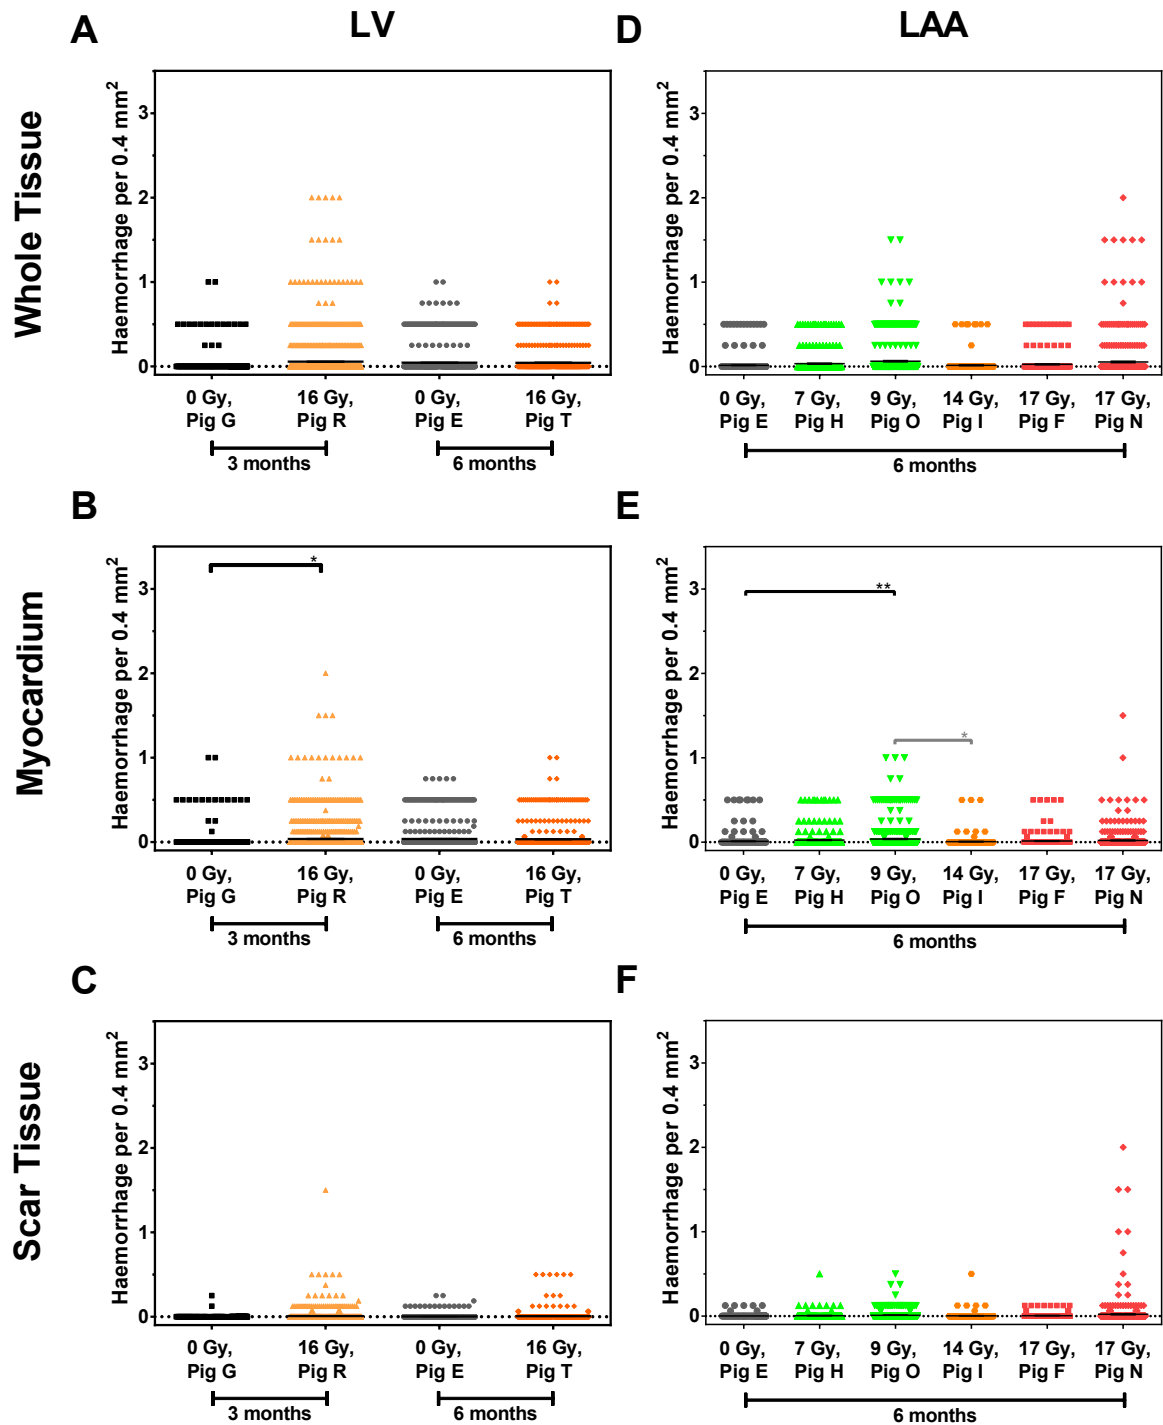 LV
LAA
Whole Tissue
A
Haemorrhage per 0.4 mm²
3
2
1
0
0 Gy,
Pig G
16 Gy,
Pig R
0 Gy,
Pig E
16 Gy,
Pig T
3 months
6 months
D
Haemorrhage per 0.4 mm²
3
2
1
0
0 Gy,
Pig E
7 Gy,
Pig H
9 Gy,
Pig O
14 Gy,
Pig I
17 Gy,
Pig F
17 Gy,
Pig N
6 months
Myocardium
B
Haemorrhage per 0.4 mm²
3
2
1
0
*
0 Gy,
Pig G
16 Gy,
Pig R
0 Gy,
Pig E
16 Gy,
Pig T
3 months
6 months
E
Haemorrhage per 0.4 mm²
3
2
1
0
**
*
0 Gy,
Pig E
7 Gy,
Pig H
9 Gy,
Pig O
14 Gy,
Pig I
17 Gy,
Pig F
17 Gy,
Pig N
6 months
Scar Tissue
C
Haemorrhage per 0.4 mm²
3
2
1
0
0 Gy,
Pig G
16 Gy,
Pig R
0 Gy,
Pig E
16 Gy,
Pig T
3 months
6 months
F
Haemorrhage per 0.4 mm²
3
2
1
0
0 Gy,
Pig E
7 Gy,
Pig H
9 Gy,
Pig O
14 Gy,
Pig I
17 Gy,
Pig F
17 Gy,
Pig N
6 months